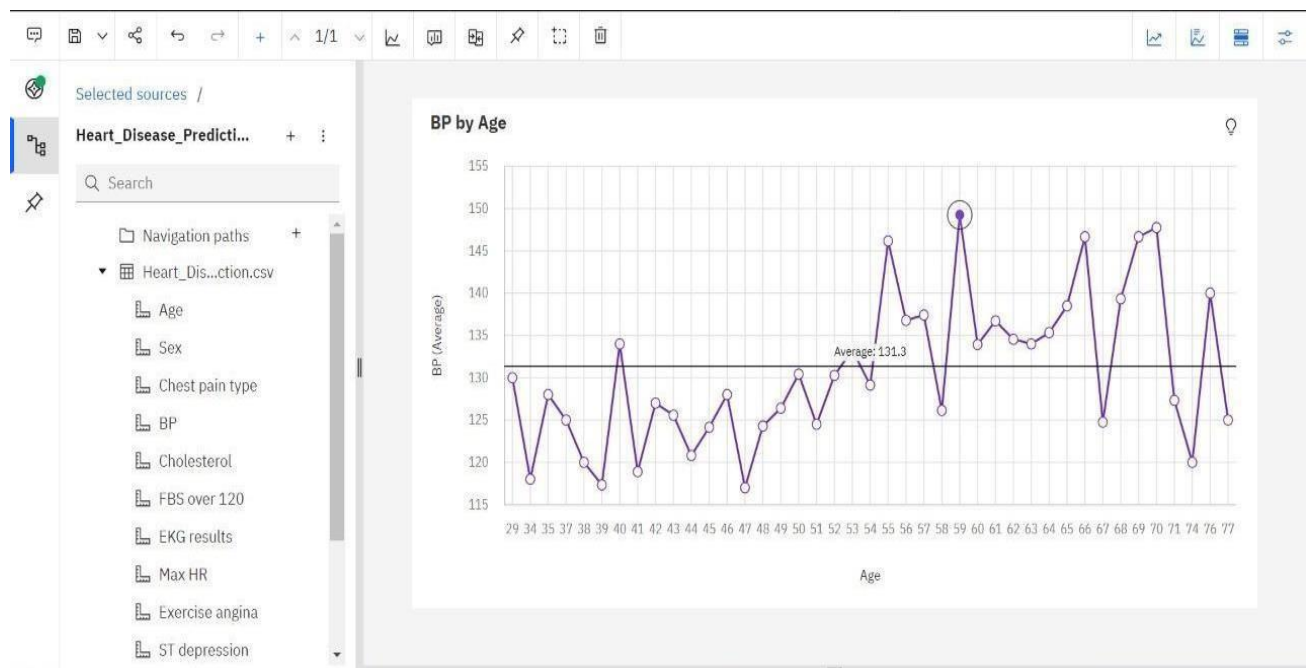 1/1
Selected sources /
Heart_Disease_Predicti...
Search
Navigation paths
Heart_Dis...ction.csv
Age
Sex
Chest pain type
BP
Cholesterol
FBS over 120
EKG results
Max HR
Exercise angina
ST depression
BP by Age
155
150
145
140
135
130
125
120
115
BP (Average)
Average: 131.3
29 34 35 37 38 39 40 41 42 43 44 45 46 47 48 49 50 51 52 53 54 55 56 57 58 59 60 61 62 63 64 65 66 67 68 69 70 71 74 76 77
Age